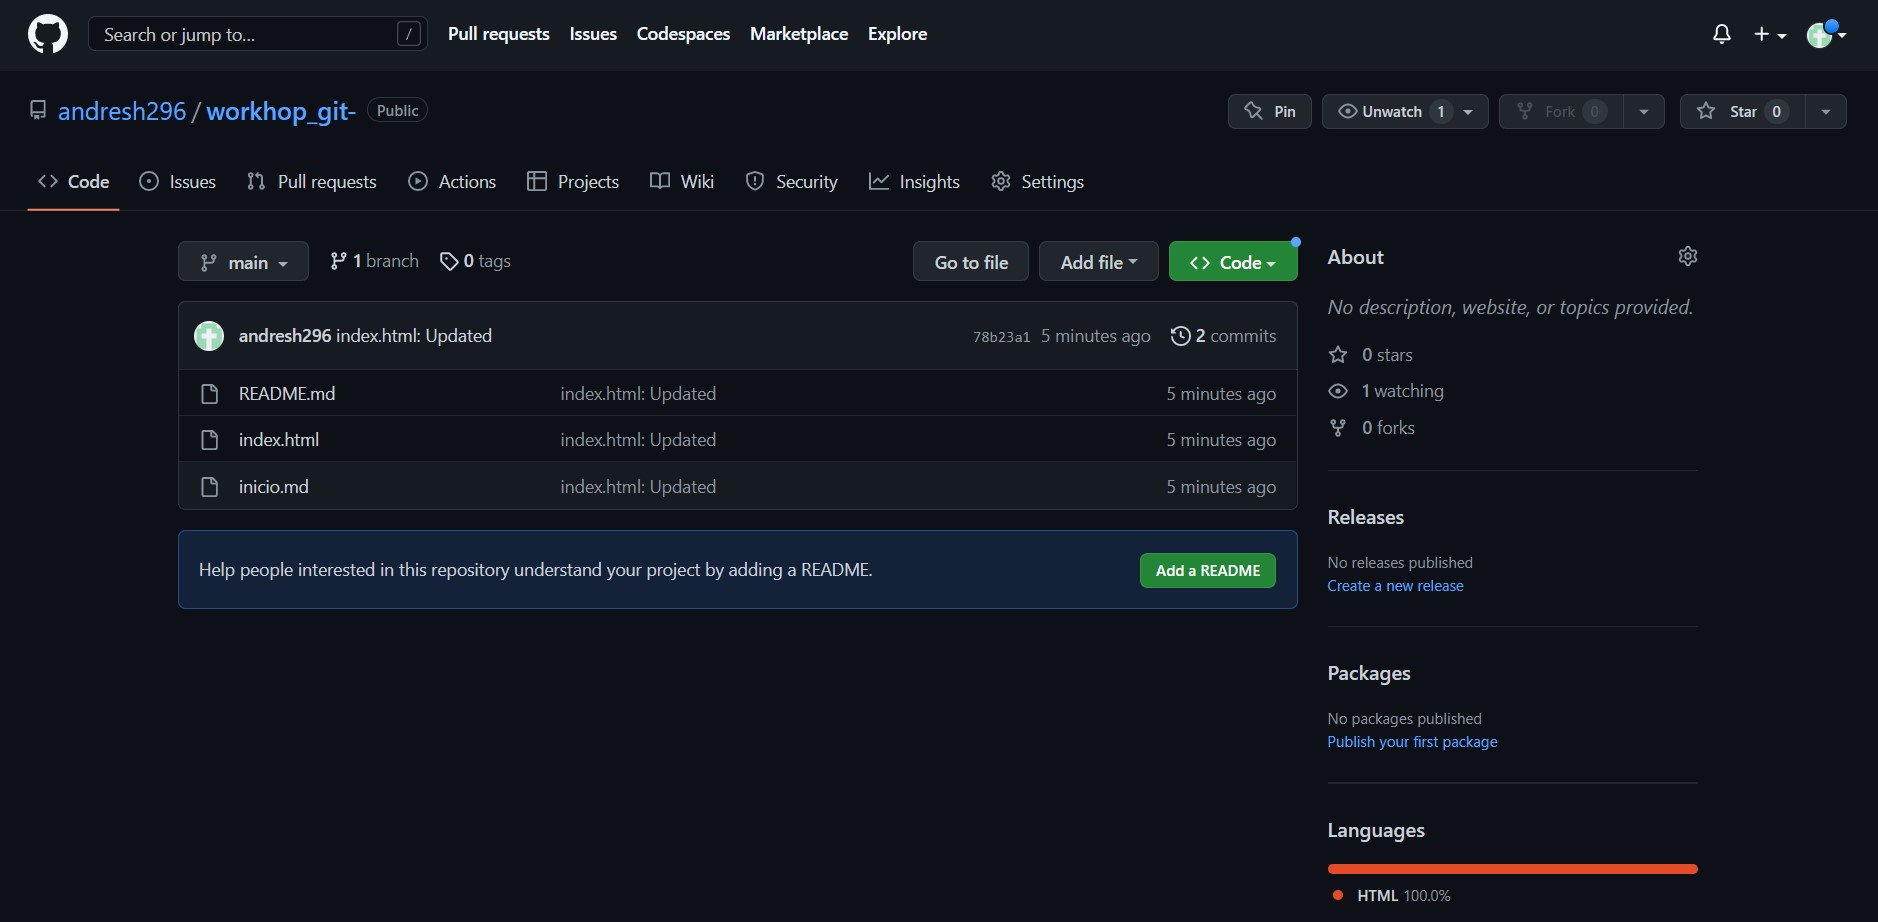 Search or jump to... /
Pull requests Issues Codespaces Marketplace Explore
andresh296 / workhop_git- Public
Pin Unwatch 1 Fork 0 Star 0
Code Issues Pull requests Actions Projects Wiki Security Insights Settings
main 1 branch 0 tags Go to file Add file Code
andresh296 index.html: Updated 78b23a1 5 minutes ago 2 commits
README.md index.html: Updated 5 minutes ago
index.html index.html: Updated 5 minutes ago
inicio.md index.html: Updated 5 minutes ago
Help people interested in this repository understand your project by adding a README. Add a README
About
No description, website, or topics provided.
0 stars
1 watching
0 forks
Releases
No releases published
Create a new release
Packages
No packages published
Publish your first package
Languages
HTML 100.0%